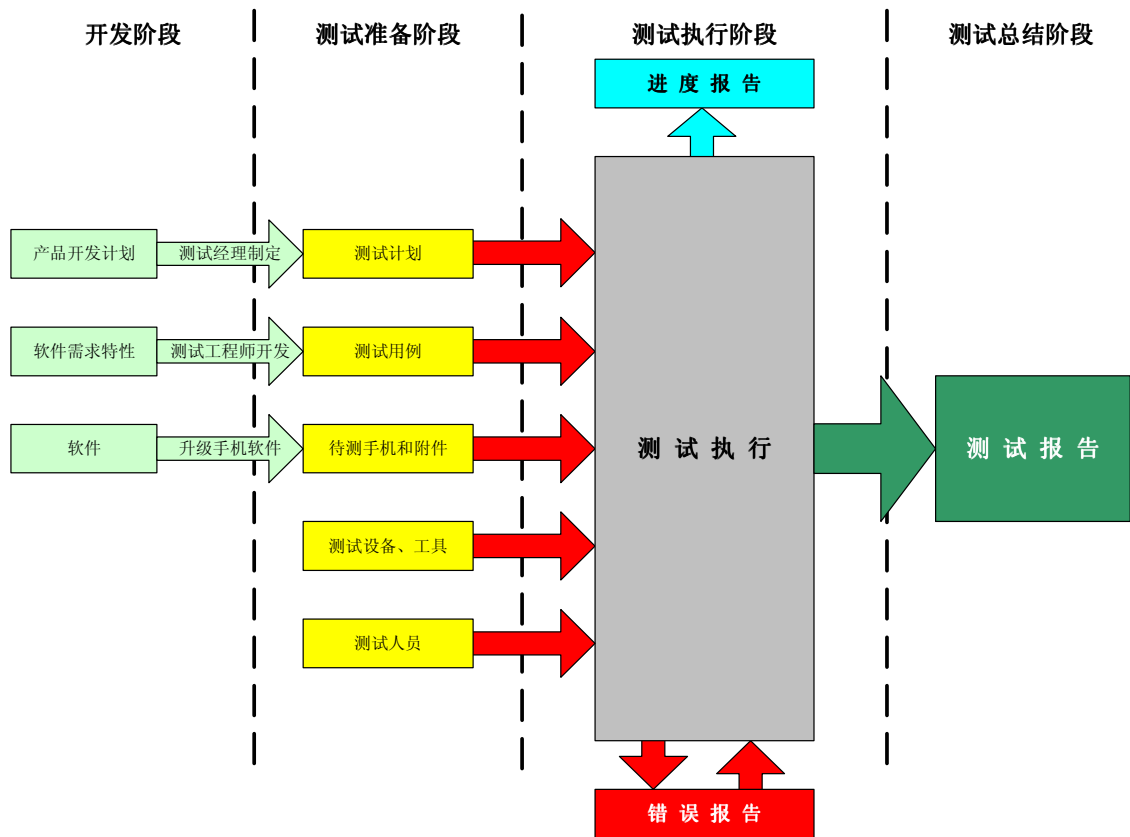 开发阶段
测试准备阶段
测试执行阶段
测试总结阶段
进度报告
产品开发计划
测试经理制定
测试计划
软件需求特性
测试工程师开发
测试用例
软件
升级手机软件
待测手机和附件
测试执行
测试报告
测试设备、工具
测试人员
错误报告